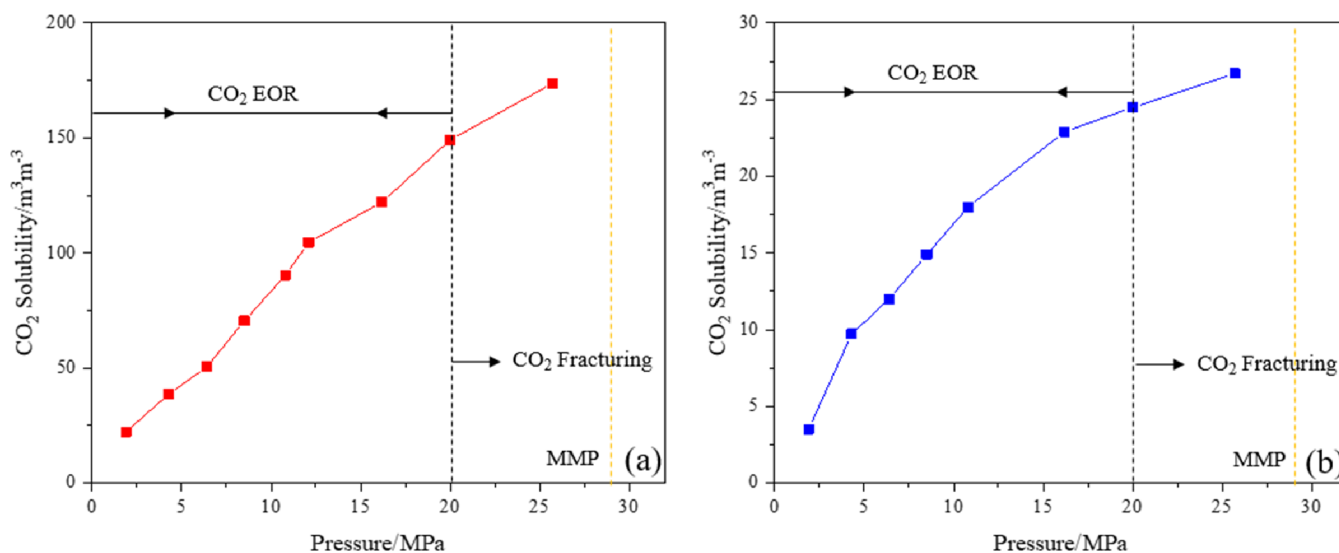 200
150
100
50
0
CO₂ Solubility/m³m⁻³
CO₂ EOR
CO₂ Fracturing
MMP
(a)
0 5 10 15 20 25 30
Pressure/MPa
30
25
20
15
10
5
0
CO₂ Solubility/m³m⁻³
CO₂ EOR
CO₂ Fracturing
MMP
(b)
0 5 10 15 20 25 30
Pressure/MPa